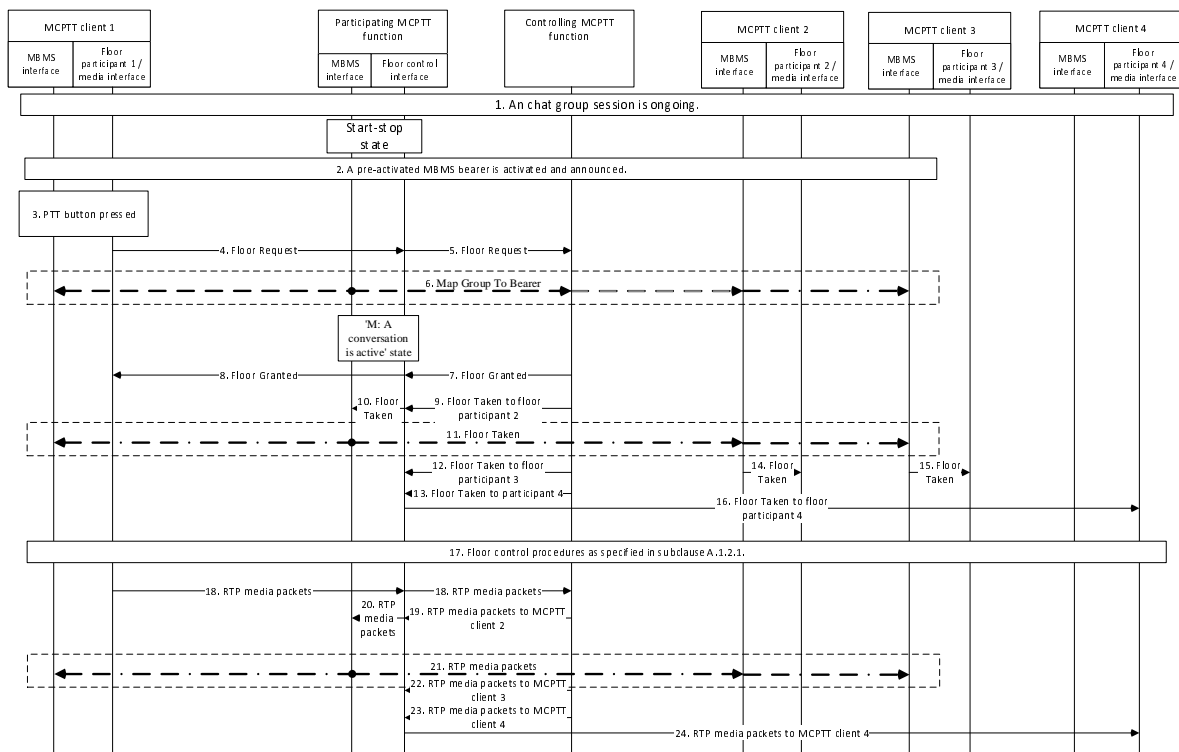 MCPTT client 1
MBMS
interface
Floor
participant 1 /
media interface
Participating MCPTT
function
MBMS
interface
Floor control
interface
Controlling MCPTT
function
MCPTT client 2
MBMS
interface
Floor
participant 2 /
media interface
MCPTT client 3
MBMS
interface
Floor
participant 3 /
media interface
MCPTT client 4
MBMS
interface
Floor
participant 4 /
media interface
1. An chat group session is ongoing.
Start-stop
state
2. A pre-activated MBMS bearer is activated and announced.
3. PTT button pressed
4. Floor Request
5. Floor Request
6. Map Group To Bearer
'M: A
conversation
is active' state
8. Floor Granted
7. Floor Granted
10. Floor
Taken
9. Floor Taken to floor
participant 2
11. Floor Taken
12. Floor Taken to floor
participant 3
14. Floor
Taken
15. Floor
Taken
13. Floor Taken to participant 4
16. Floor Taken to floor
participant 4
17. Floor control procedures as specified in subclause A.1.2.1.
18. RTP media packets
18. RTP media packets
20. RTP
media
packets
19. RTP media packets to MCPTT
client 2
21. RTP media packets
22. RTP media packets to MCPTT
client 3
23. RTP media packets to MCPTT
client 4
24. RTP media packets to MCPTT client 4